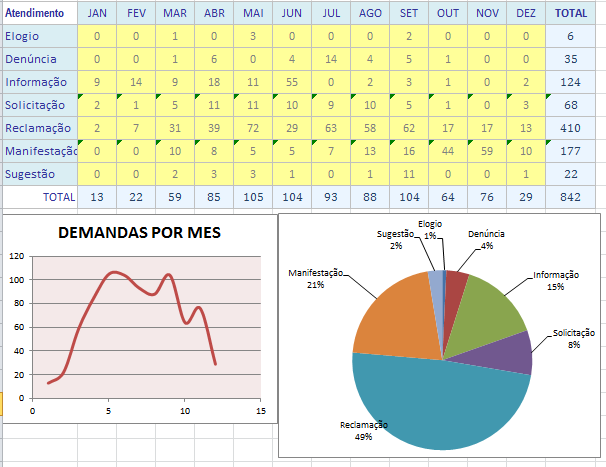 Atendimento JAN FEV MAR ABR MAI JUN JUL AGO SET OUT NOV DEZ TOTAL
Elogio 0 0 1 0 3 0 0 0 2 0 0 0 6
Denúncia 0 0 1 6 0 4 14 4 5 1 0 0 35
Informação 9 14 9 18 11 55 0 2 3 1 0 2 124
Solicitação 2 1 5 11 11 10 9 10 5 1 0 3 68
Reclamação 2 7 31 39 72 29 63 58 62 17 17 13 410
Manifestação 0 0 10 8 5 5 7 13 16 44 59 10 177
Sugestão 0 0 2 3 3 1 0 1 11 0 0 1 22
TOTAL 13 22 59 85 105 104 93 88 104 64 76 29 842
DEMANDAS POR MES
120
100
80
60
40
20
0
0 5 10 15
Elogio
1%
Sugestão
2%
Denúncia
4%
Manifestação
21%
Informação
15%
Solicitação
8%
Reclamação
49%